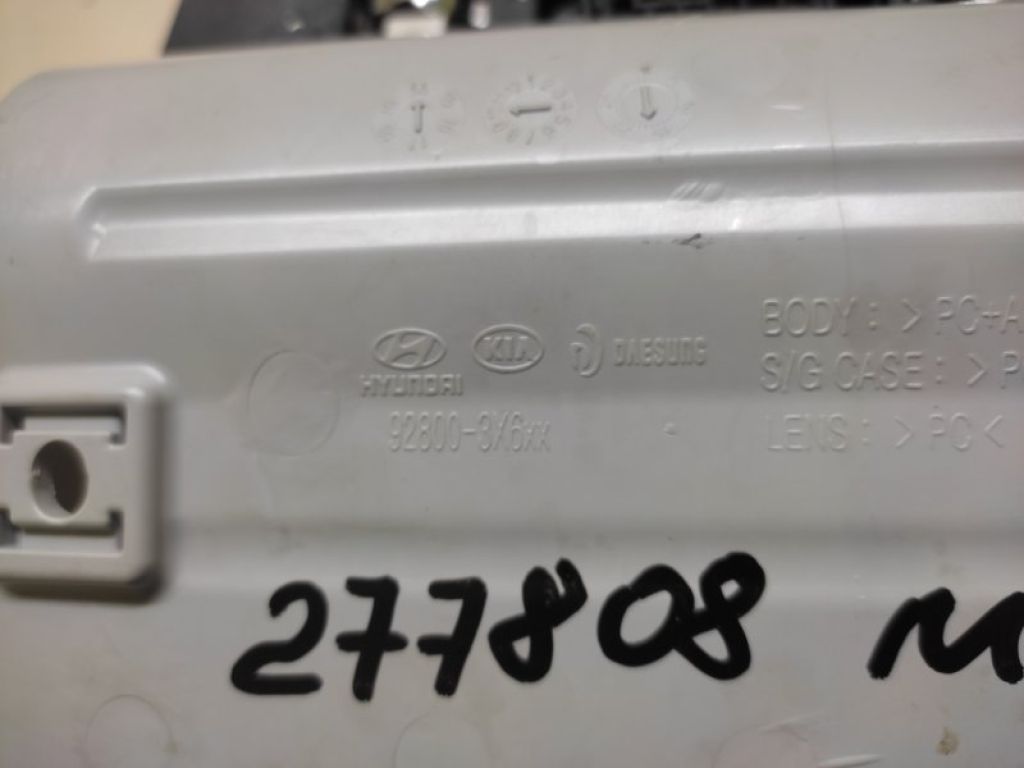 HYUNDAI KIA DAESUNG
92800-3X6xx
BODY : >PC+A
S/G CASE : >P
LENS : >PC<
277808 M